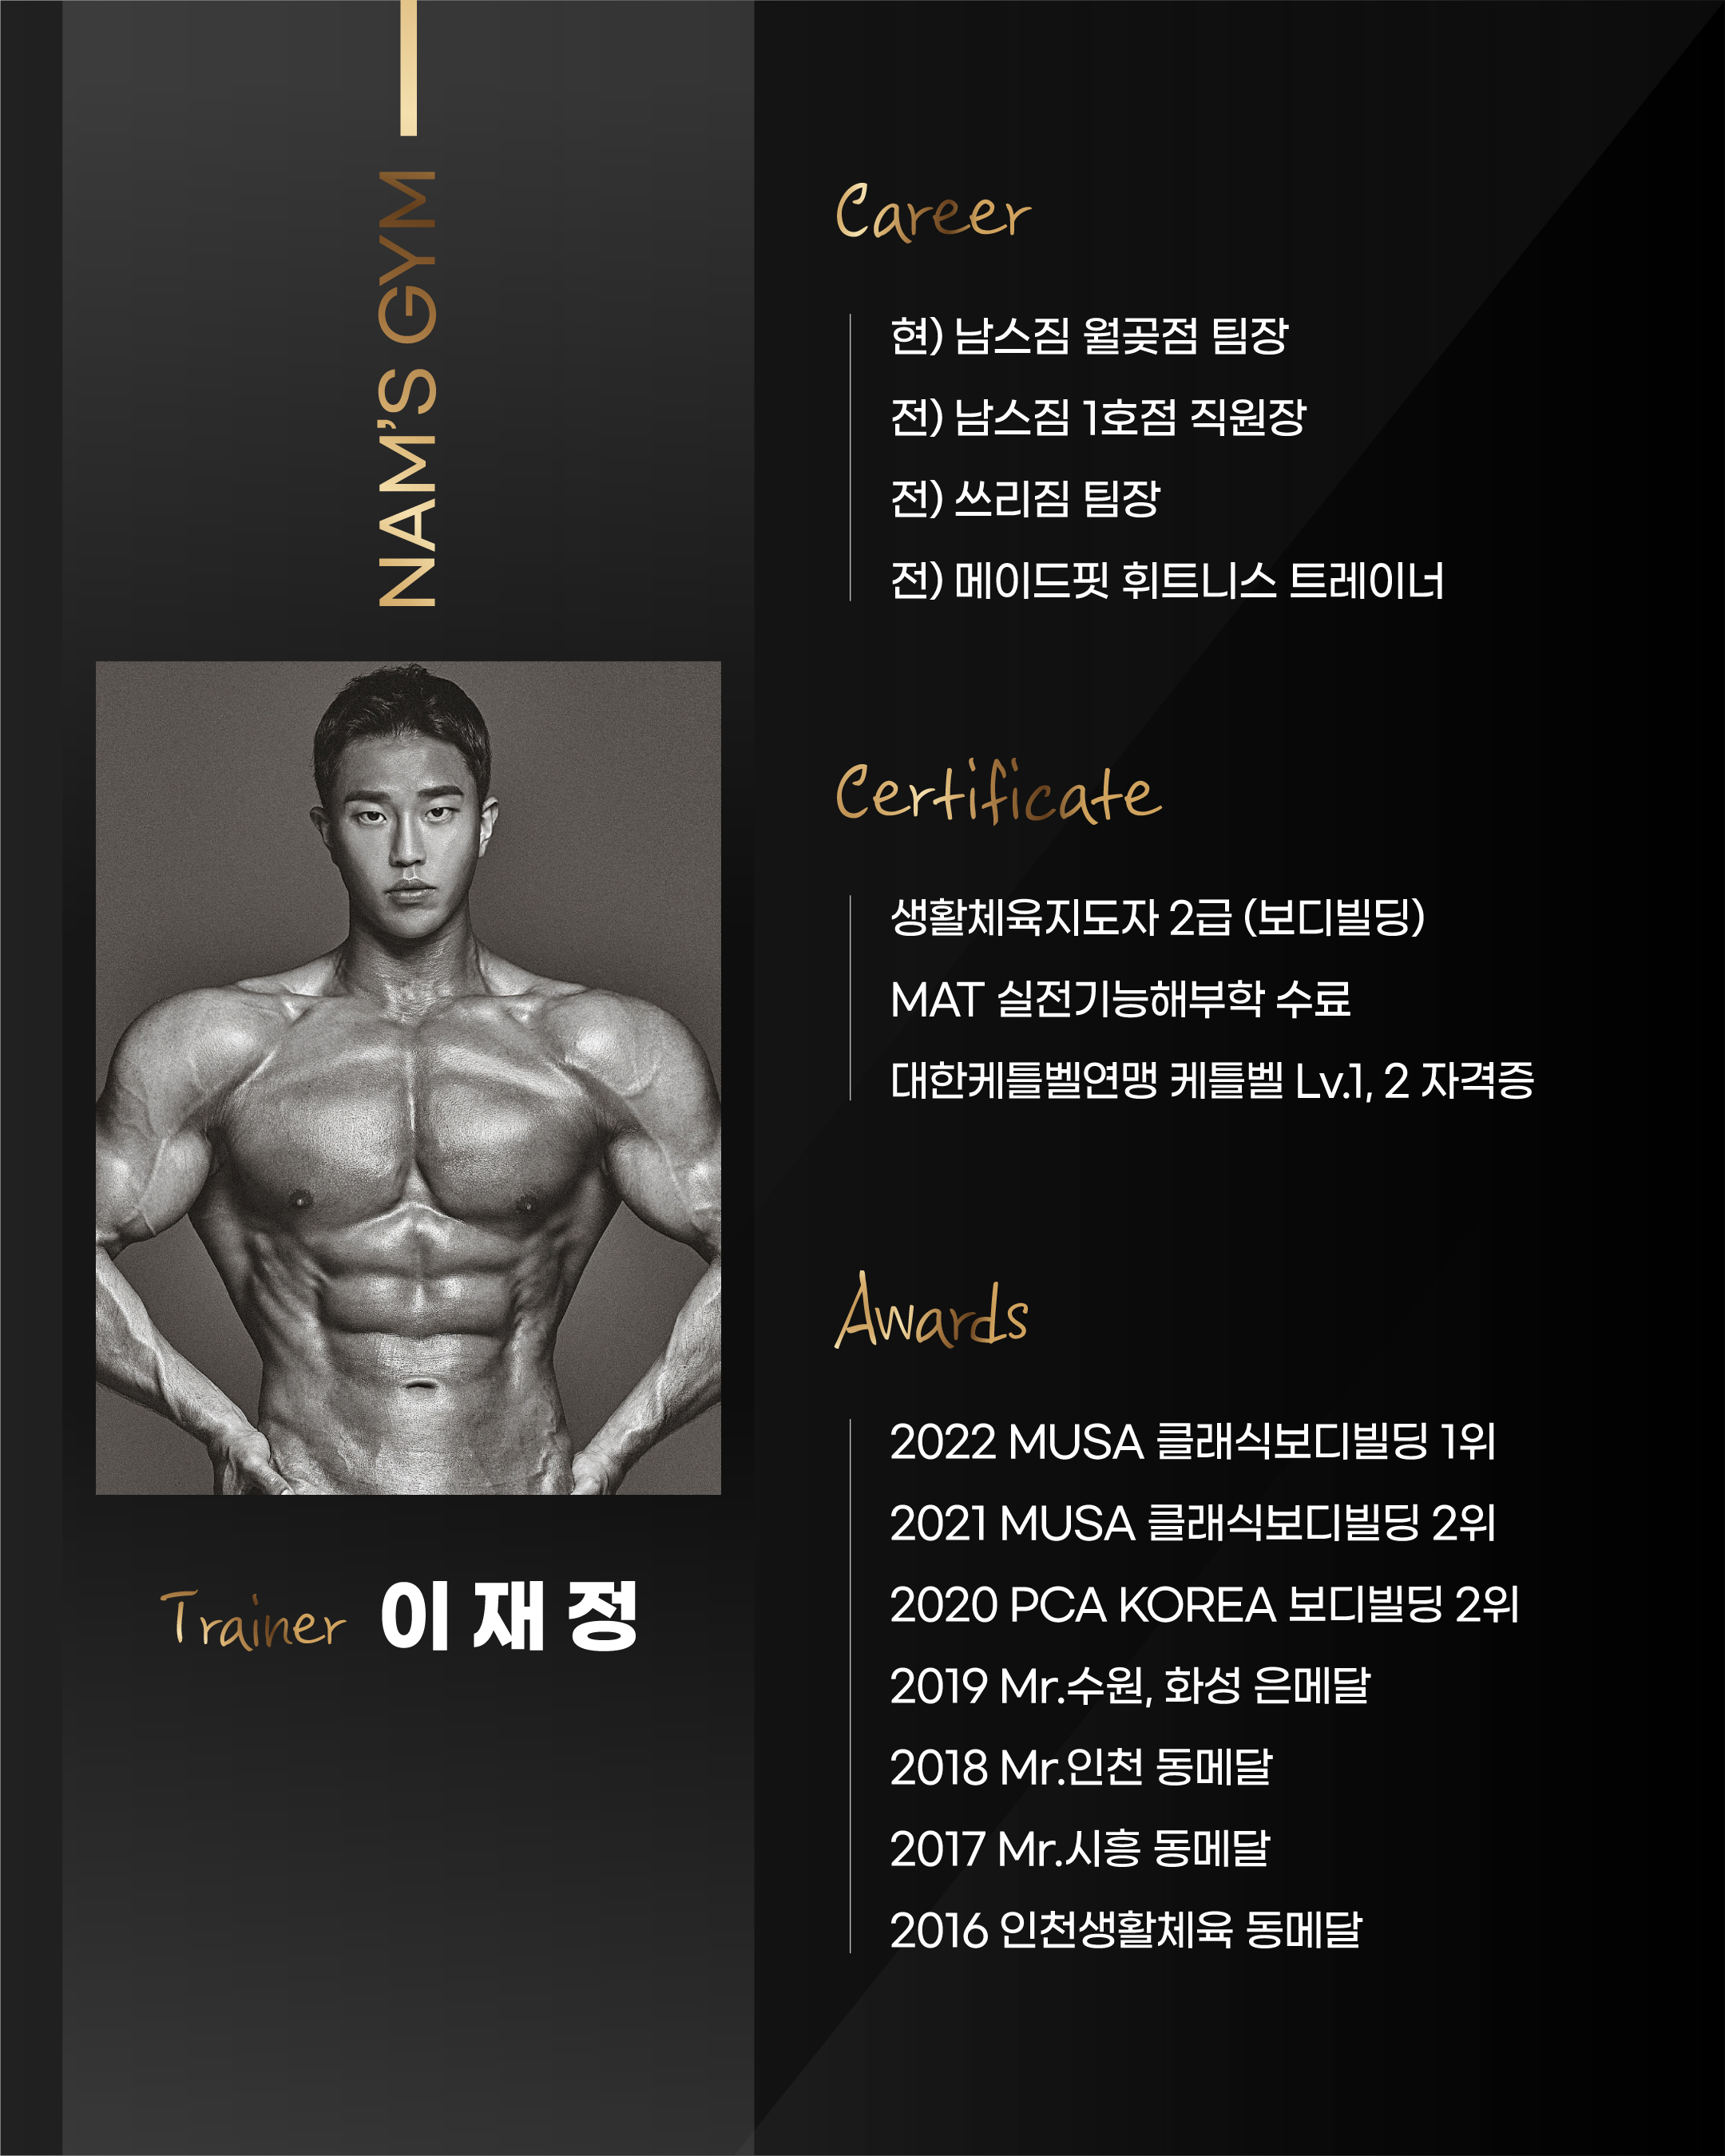 NAM'S GYM
Trainer 이재정
Career
현) 남스짐 월곶점 팀장
전) 남스짐 1호점 직원장
전) 쓰리짐 팀장
전) 메이드핏 휘트니스 트레이너
Certificate
생활체육지도자 2급 (보디빌딩)
MAT 실전기능해부학 수료
대한케틀벨연맹 케틀벨 Lv.1, 2 자격증
Awards
2022 MUSA 클래식보디빌딩 1위
2021 MUSA 클래식보디빌딩 2위
2020 PCA KOREA 보디빌딩 2위
2019 Mr.수원, 화성 은메달
2018 Mr.인천 동메달
2017 Mr.시흥 동메달
2016 인천생활체육 동메달